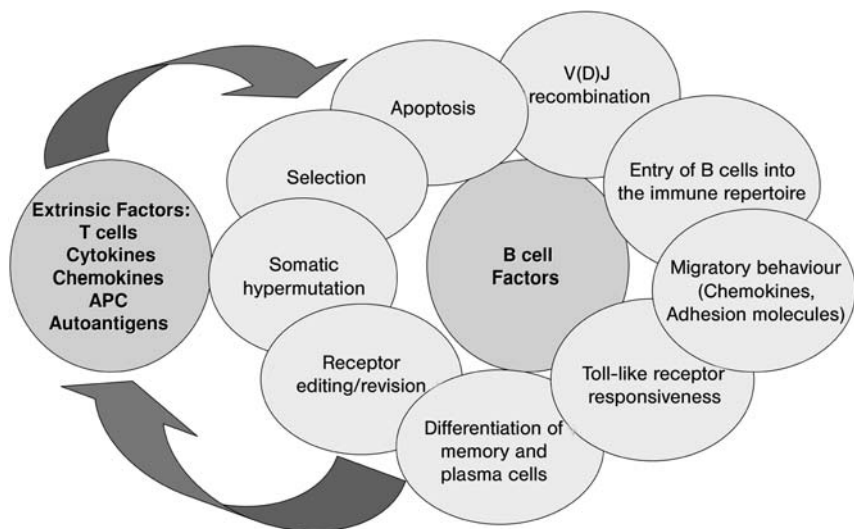 V(D)J
recombination
Apoptosis
Entry of B cells into
the immune repertoire
Selection
Extrinsic Factors:
T cells
Cytokines
Chemokines
APC
Autoantigens
Somatic
hypermutation
B cell
Factors
Migratory behaviour
(Chemokines,
Adhesion molecules)
Receptor
editing/revision
Toll-like receptor
responsiveness
Differentiation of
memory and
plasma cells